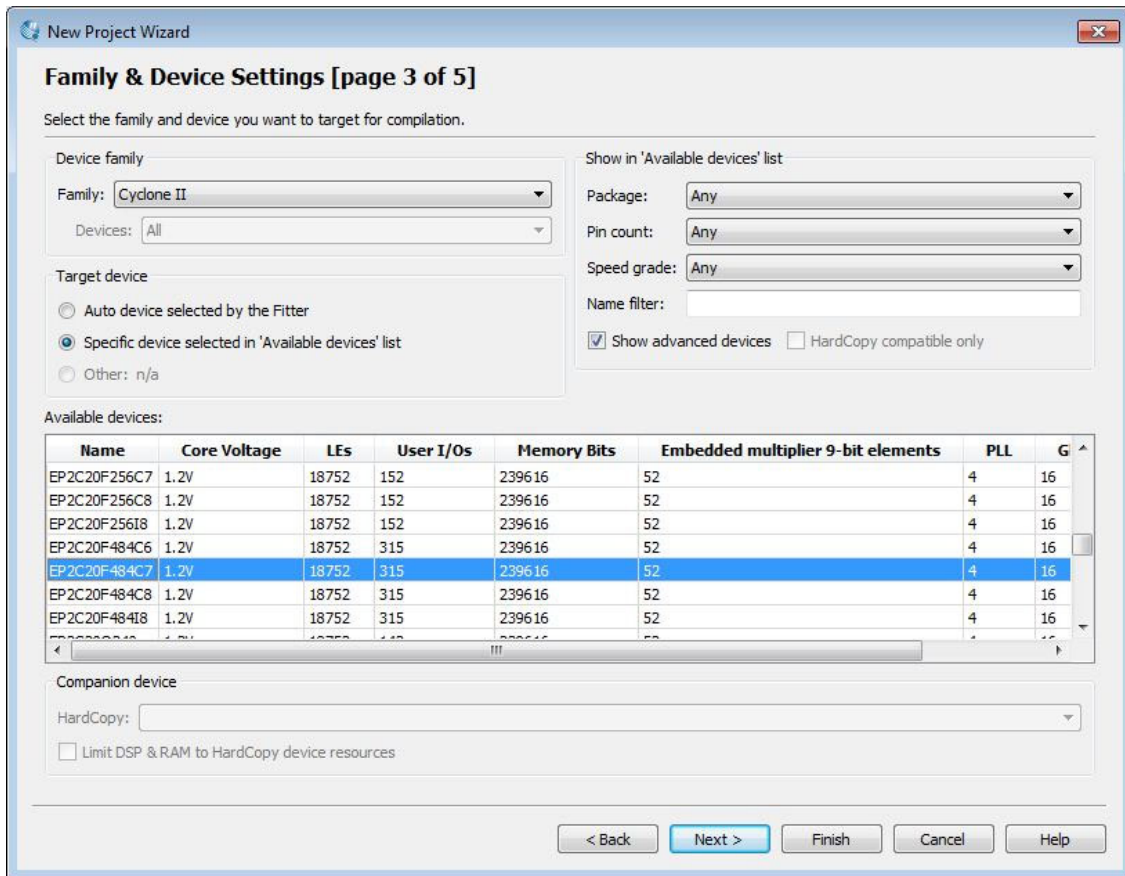 New Project Wizard
Family & Device Settings [page 3 of 5]
Select the family and device you want to target for compilation.
Device family
Family: Cyclone II
Devices: All
Target device
Auto device selected by the Fitter
Specific device selected in 'Available devices' list
Other: n/a
Show in 'Available devices' list
Package: Any
Pin count: Any
Speed grade: Any
Name filter:
Show advanced devices HardCopy compatible only
Available devices:
Name Core Voltage LEs User I/Os Memory Bits Embedded multiplier 9-bit elements PLL
EP2C20F256C7 1.2V 18752 152 239616 52 4 16
EP2C20F256C8 1.2V 18752 152 239616 52 4 16
EP2C20F256I8 1.2V 18752 152 239616 52 4 16
EP2C20F484C6 1.2V 18752 315 239616 52 4 16
EP2C20F484C7 1.2V 18752 315 239616 52 4 16
EP2C20F484C8 1.2V 18752 315 239616 52 4 16
EP2C20F484I8 1.2V 18752 315 239616 52 4 16
Companion device
HardCopy:
Limit DSP & RAM to HardCopy device resources
< Back Next > Finish Cancel Help